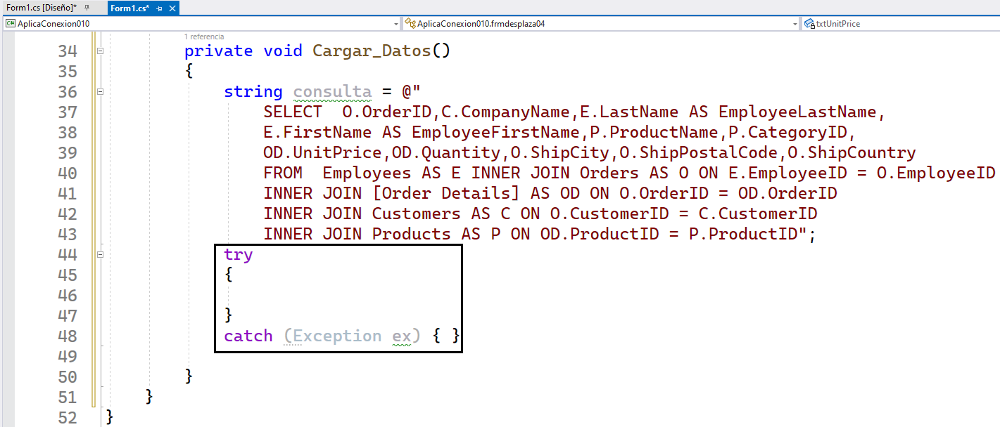 Form1.cs [Diseño]*
Form1.cs*
C# AplicaConexion010
AplicaConexion010.frmdesplaza04
txtUnitPrice
1 referencia
34 private void Cargar_Datos()
35 {
36 string consulta = @"
37 SELECT  O.OrderID,C.CompanyName,E.LastName AS EmployeeLastName,
38 E.FirstName AS EmployeeFirstName,P.ProductName,P.CategoryID,
39 OD.UnitPrice,OD.Quantity,O.ShipCity,O.ShipPostalCode,O.ShipCountry
40 FROM  Employees AS E INNER JOIN Orders AS O ON E.EmployeeID = O.EmployeeID
41 INNER JOIN [Order Details] AS OD ON O.OrderID = OD.OrderID
42 INNER JOIN Customers AS C ON O.CustomerID = C.CustomerID
43 INNER JOIN Products AS P ON OD.ProductID = P.ProductID";
44 try
45 {
46
47 }
48 catch (Exception ex) { }
49
50 }
51 }
52 }